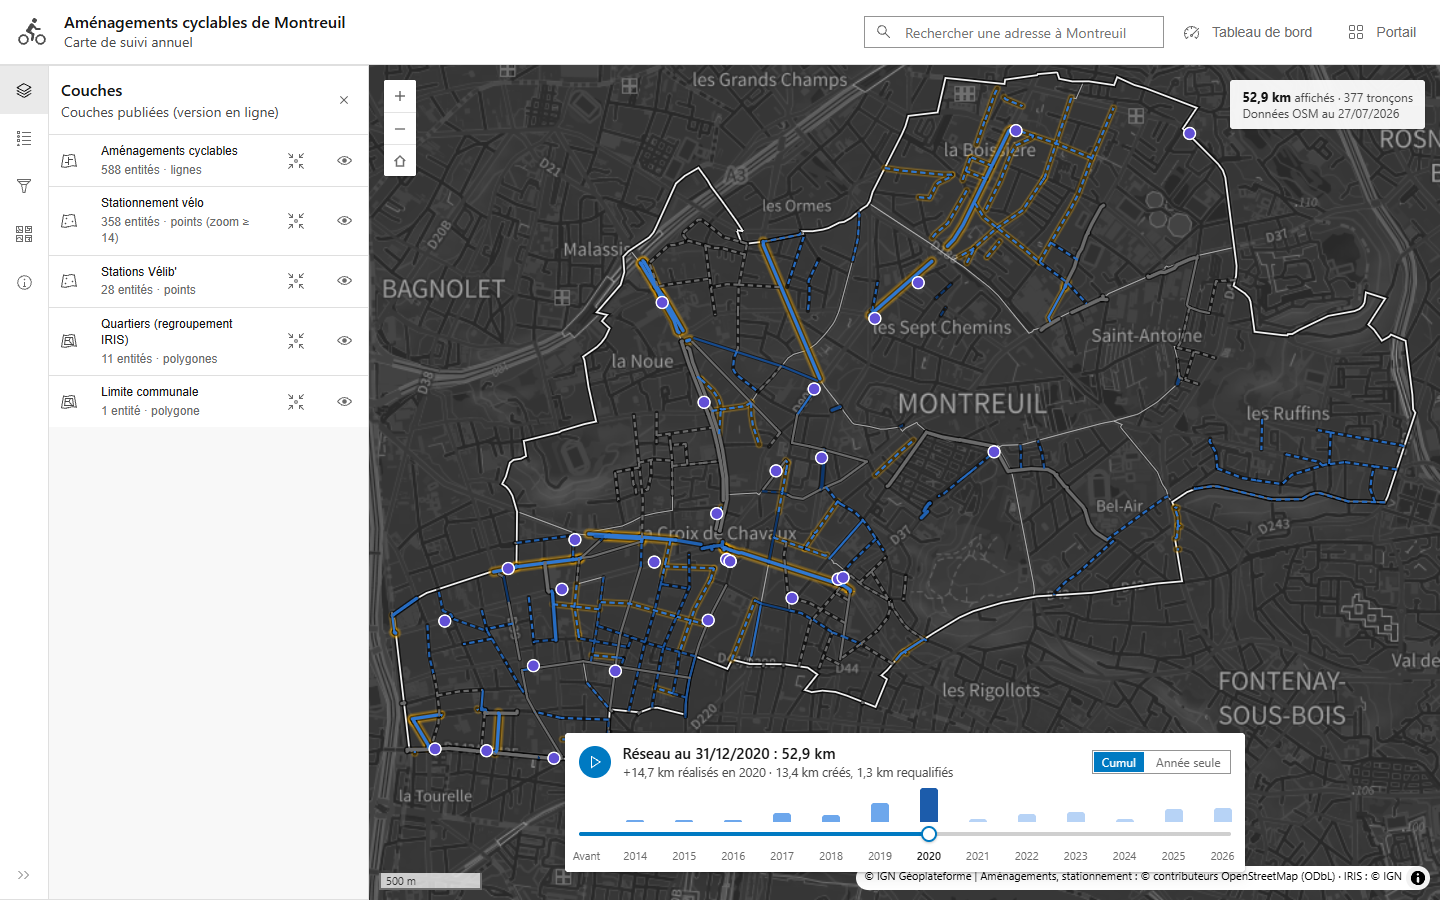 Aménagements cyclables de Montreuil
Carte de suivi annuel
Rechercher une adresse à Montreuil
Tableau de bord
Portail
Couches
Couches publiées (version en ligne)
Aménagements cyclables
588 entités · lignes
Stationnement vélo
358 entités · points (zoom ≥
14)
Stations Vélib'
28 entités · points
Quartiers (regroupement
IRIS)
11 entités · polygones
Limite communale
1 entité · polygone
52,9 km affichés · 377 tronçons
Données OSM au 27/07/2026
les Grands Champs
la Boissière
ROSN
D21
les Ormes
D20B
Malassis
D37
110
BAGNOLET
les Sept Chemins
Saint-Antoine
la Noue
D38
MONTREUIL
les Ruffins
Bel-Air
la Croix de Chavaux
D37
D243
D44
les Rigollots
Val de
FONTENAY-
SOUS-BOIS
D220
la Tourelle
106
Réseau au 31/12/2020 : 52,9 km
+14,7 km réalisés en 2020 · 13,4 km créés, 1,3 km requalifiés
Cumul
Année seule
Avant 2014 2015 2016 2017 2018 2019 2020 2021 2022 2023 2024 2025 2026
500 m
© IGN Géoplateforme | Aménagements, stationnement : © contributeurs OpenStreetMap (ODbL) · IRIS : © IGN